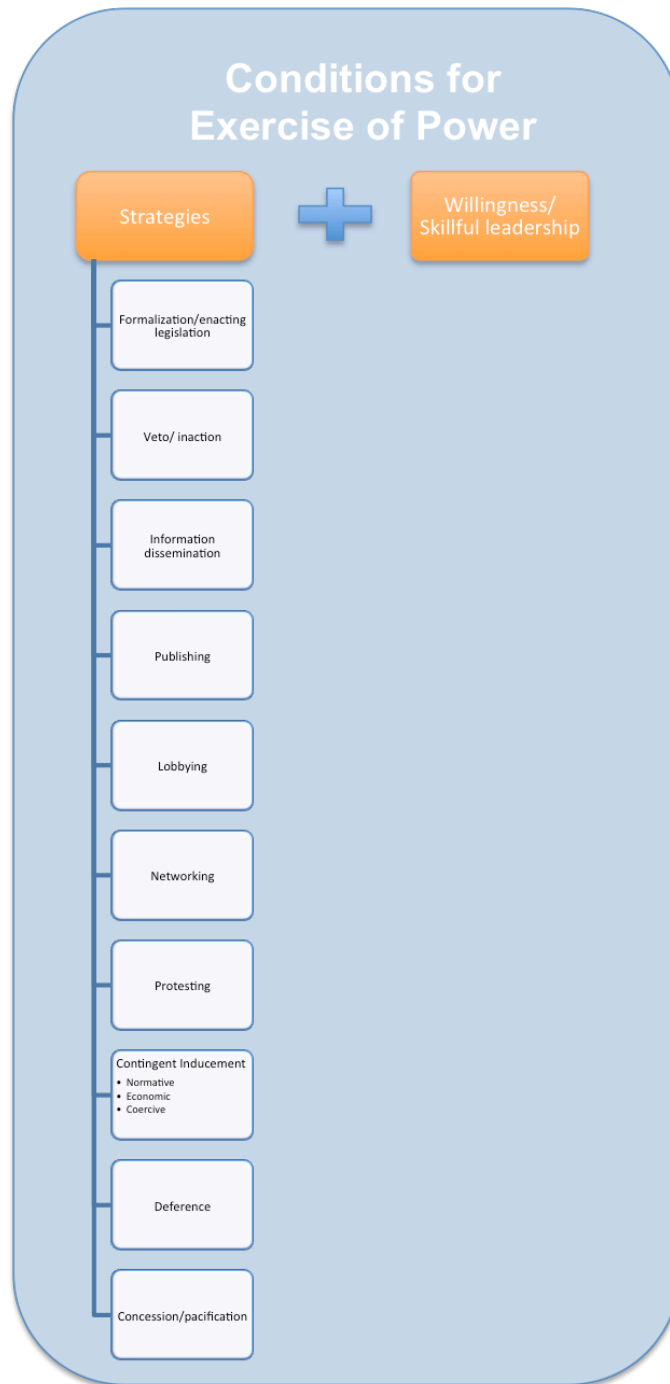 Conditions for
Exercise of Power
Strategies
Willingness/
Skillful leadership
Formalization/enacting
legislation
Veto/ inaction
Information
dissemination
Publishing
Lobbying
Networking
Protesting
Contingent Inducement
• Normative
• Economic
• Coercive
Deference
Concession/pacification